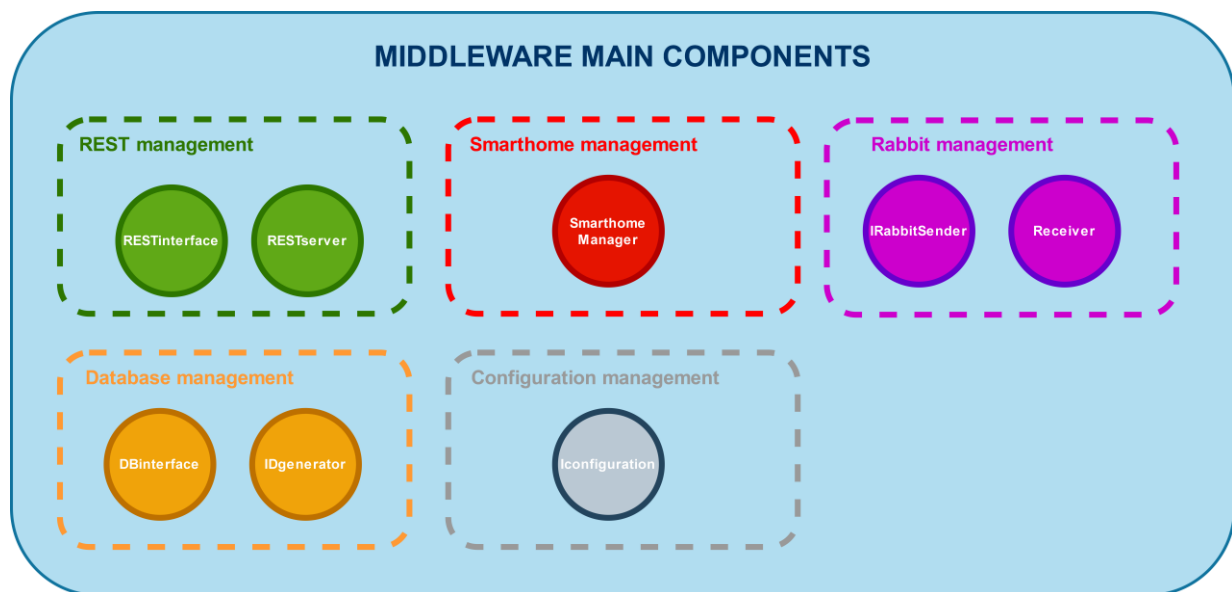 MIDDLEWARE MAIN COMPONENTS
REST management
RESTinterface
RESTserver
Smarthome management
Smarthome
Manager
Rabbit management
IRabbitSender
Receiver
Database management
DBinterface
IDgenerator
Configuration management
Iconfiguration